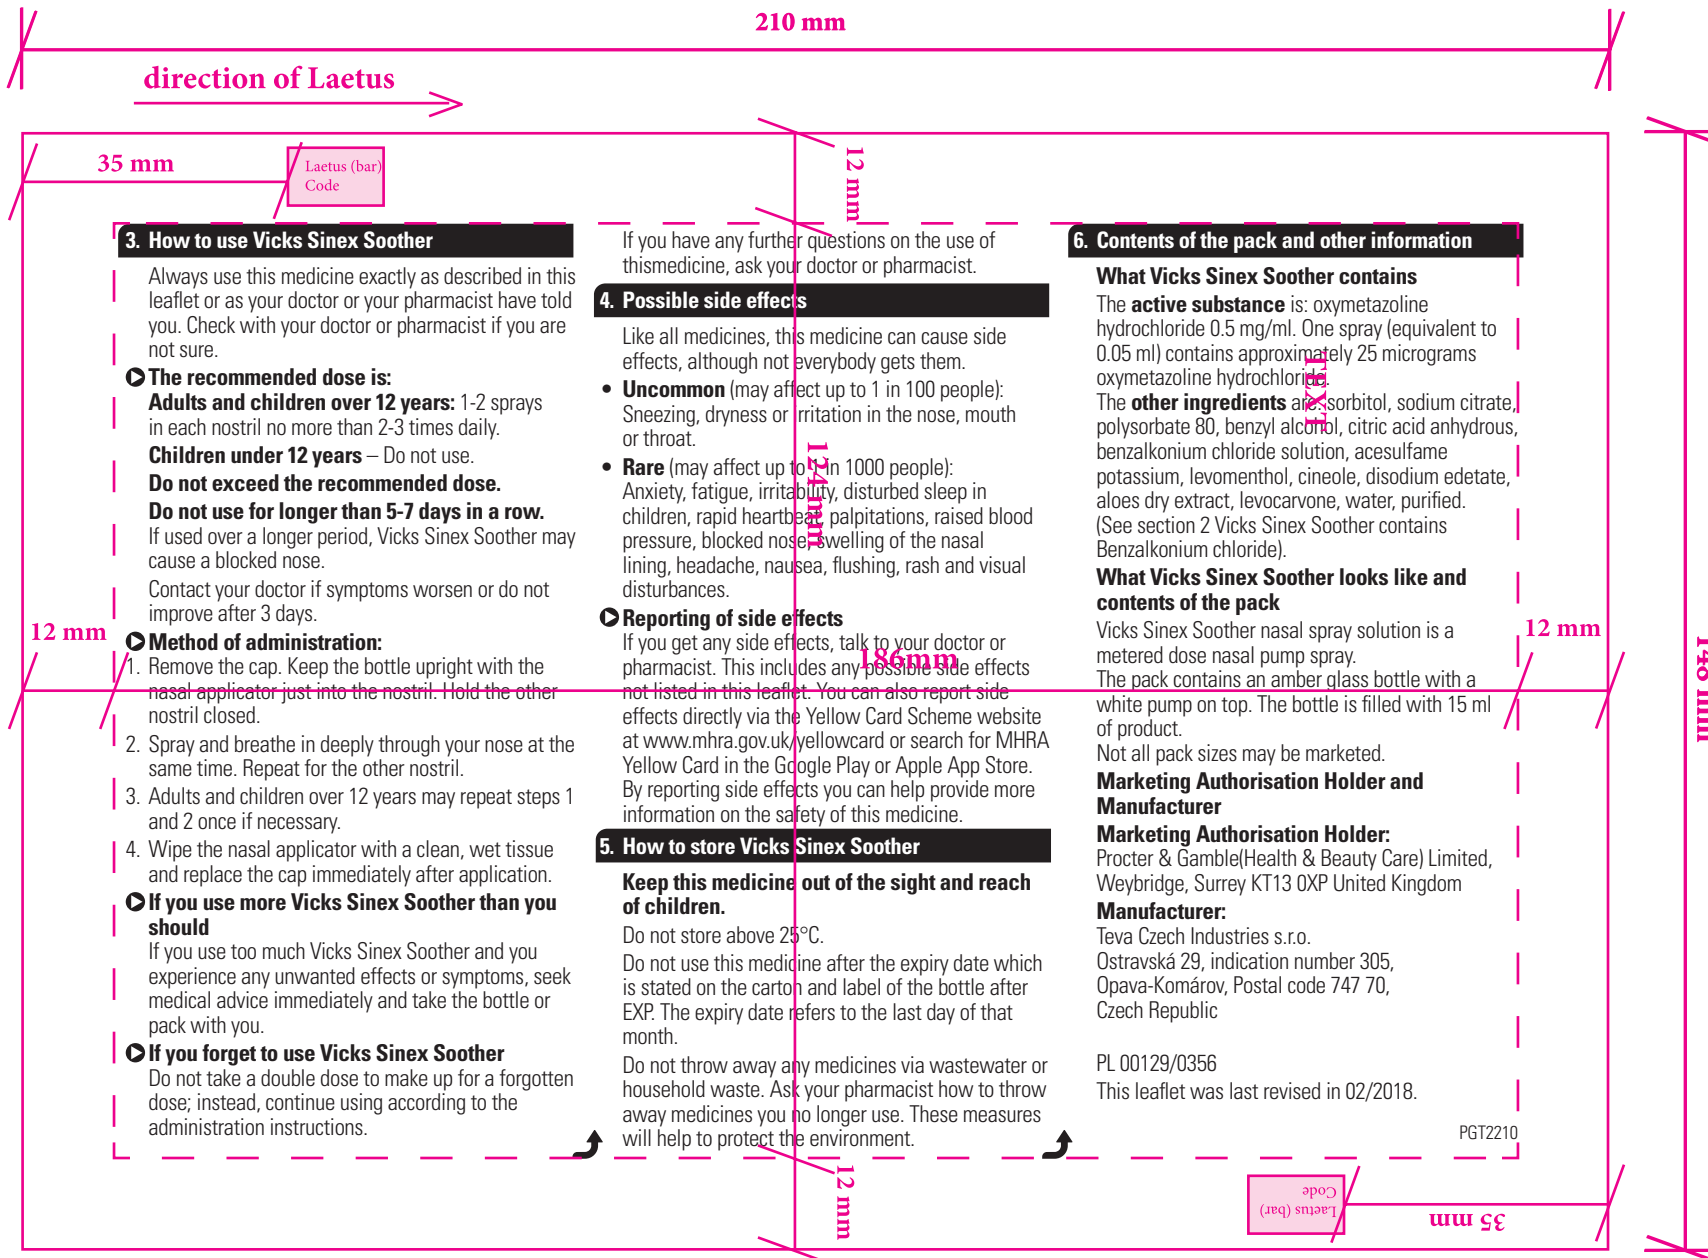 210 mm
direction of Laetus
35 mm
Laetus (bar)
Code
12 mm
3. How to use Vicks Sinex Soother
Always use this medicine exactly as described in this
leaflet or as your doctor or your pharmacist have told
you. Check with your doctor or pharmacist if you are
not sure.
The recommended dose is:
Adults and children over 12 years: 1-2 sprays
in each nostril no more than 2-3 times daily.
Children under 12 years – Do not use.
Do not exceed the recommended dose.
Do not use for longer than 5-7 days in a row.
If used over a longer period, Vicks Sinex Soother may
cause a blocked nose.
Contact your doctor if symptoms worsen or do not
improve after 3 days.
12 mm
Method of administration:
1. Remove the cap. Keep the bottle upright with the
nasal applicator just into the nostril. Hold the other
nostril closed.
2. Spray and breathe in deeply through your nose at the
same time. Repeat for the other nostril.
3. Adults and children over 12 years may repeat steps 1
and 2 once if necessary.
4. Wipe the nasal applicator with a clean, wet tissue
and replace the cap immediately after application.
If you use more Vicks Sinex Soother than you
should
If you use too much Vicks Sinex Soother and you
experience any unwanted effects or symptoms, seek
medical advice immediately and take the bottle or
pack with you.
If you forget to use Vicks Sinex Soother
Do not take a double dose to make up for a forgotten
dose; instead, continue using according to the
administration instructions.
If you have any further questions on the use of
thismedicine, ask your doctor or pharmacist.
4. Possible side effects
Like all medicines, this medicine can cause side
effects, although not everybody gets them.
• Uncommon (may affect up to 1 in 100 people):
Sneezing, dryness or irritation in the nose, mouth
or throat.
• Rare (may affect up to 1 in 1000 people):
Anxiety, fatigue, irritability, disturbed sleep in
children, rapid heartbeat, palpitations, raised blood
pressure, blocked nose, swelling of the nasal
lining, headache, nausea, flushing, rash and visual
disturbances.
124 mm
Reporting of side effects
If you get any side effects, talk to your doctor or
pharmacist. This includes any possible side effects
not listed in this leaflet. You can also report side
effects directly via the Yellow Card Scheme website
at www.mhra.gov.uk/yellowcard or search for MHRA
Yellow Card in the Google Play or Apple App Store.
By reporting side effects you can help provide more
information on the safety of this medicine.
186mm
5. How to store Vicks Sinex Soother
Keep this medicine out of the sight and reach
of children.
Do not store above 25°C.
Do not use this medicine after the expiry date which
is stated on the carton and label of the bottle after
EXP. The expiry date refers to the last day of that
month.
Do not throw away any medicines via wastewater or
household waste. Ask your pharmacist how to throw
away medicines you no longer use. These measures
will help to protect the environment.
12 mm
6. Contents of the pack and other information
What Vicks Sinex Soother contains
The active substance is: oxymetazoline
hydrochloride 0.5 mg/ml. One spray (equivalent to
0.05 ml) contains approximately 25 micrograms
oxymetazoline hydrochloride.
TEXT
The other ingredients are: sorbitol, sodium citrate,
polysorbate 80, benzyl alcohol, citric acid anhydrous,
benzalkonium chloride solution, acesulfame
potassium, levomenthol, cineole, disodium edetate,
aloes dry extract, levocarvone, water, purified.
(See section 2 Vicks Sinex Soother contains
Benzalkonium chloride).
What Vicks Sinex Soother looks like and
contents of the pack
Vicks Sinex Soother nasal spray solution is a
metered dose nasal pump spray.
The pack contains an amber glass bottle with a
white pump on top. The bottle is filled with 15 ml
of product.
Not all pack sizes may be marketed.
Marketing Authorisation Holder and
Manufacturer
Marketing Authorisation Holder:
Procter & Gamble(Health & Beauty Care) Limited,
Weybridge, Surrey KT13 0XP United Kingdom
Manufacturer:
Teva Czech Industries s.r.o.
Ostravská 29, indication number 305,
Opava-Komárov, Postal code 747 70,
Czech Republic
PL 00129/0356
This leaflet was last revised in 02/2018.
PGT2210
12 mm
148 mm
Laetus (bar)
Code
35 mm